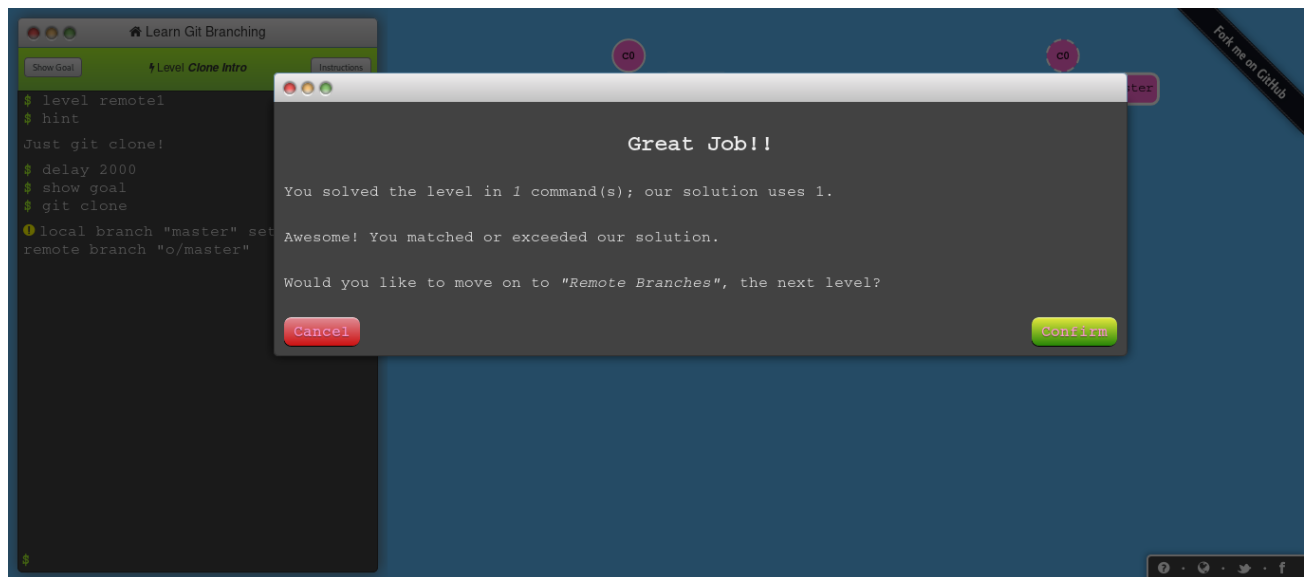 Learn Git Branching
Show Goal
Level Clone Intro
Instructions
$ level remote1
$ hint
Just git clone!
$ delay 2000
$ show goal
$ git clone
local branch "master" set
remote branch "o/master"
$
c0
c0
Fork me on GitHub
Great Job!!
You solved the level in 1 command(s); our solution uses 1.
Awesome! You matched or exceeded our solution.
Would you like to move on to "Remote Branches", the next level?
Cancel
Confirm